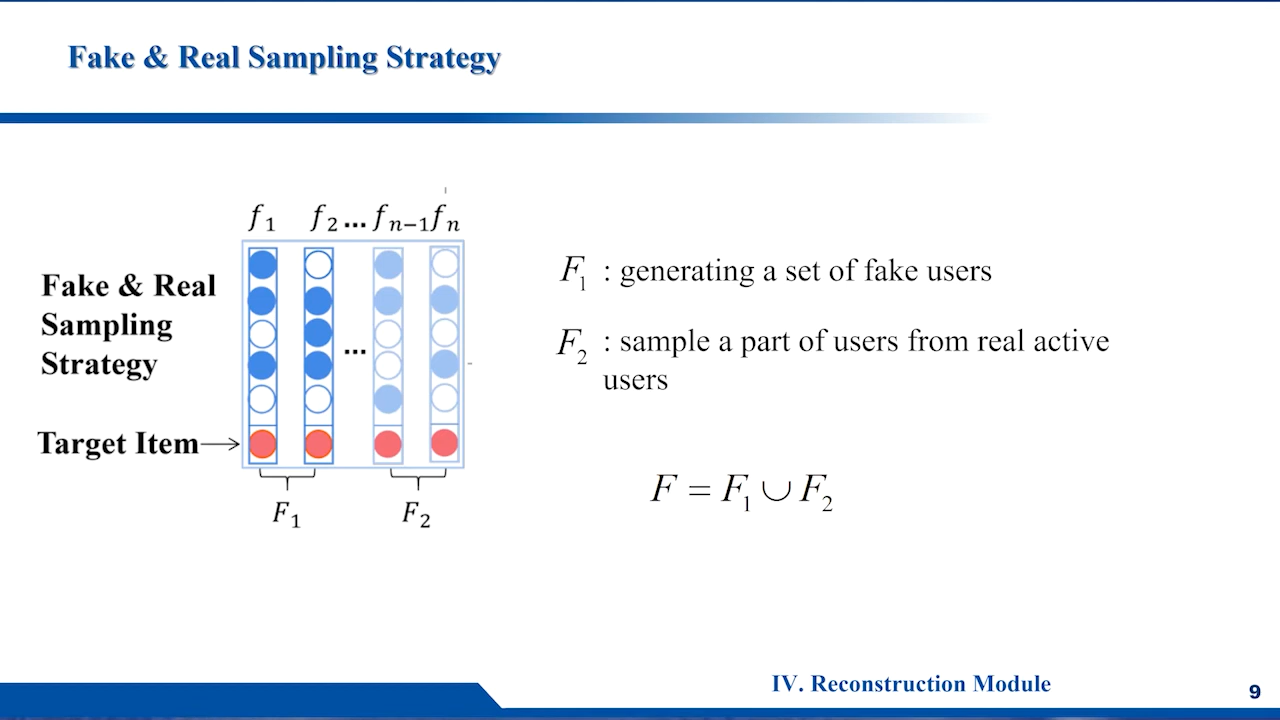 Fake & Real Sampling Strategy
f₁ f₂ ... fₙ₋₁ fₙ
Fake & Real
Sampling
Strategy
...
Target Item
F₁ F₂
F₁ : generating a set of fake users
F₂ : sample a part of users from real active
users
F = F₁ ∪ F₂
IV. Reconstruction Module
9